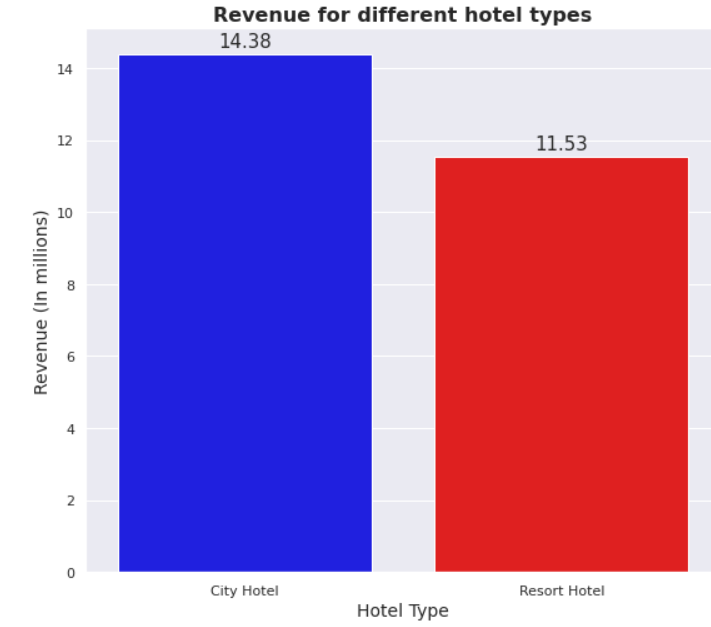 Revenue for different hotel types
14.38
11.53
14
12
10
8
6
4
2
0
Revenue (In millions)
City Hotel
Resort Hotel
Hotel Type